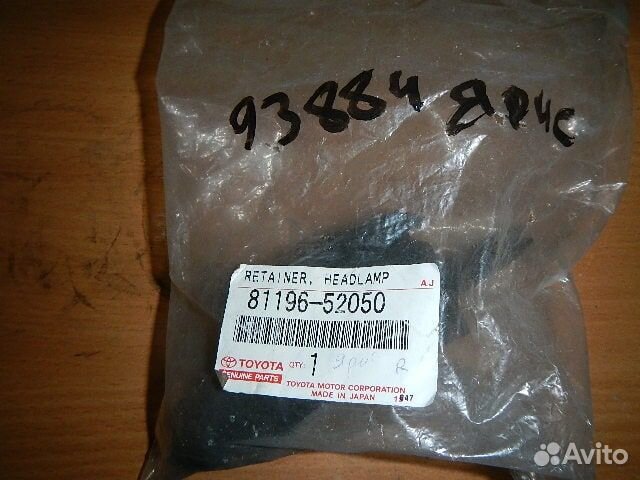 93884 Ярис
RETAINER, HEADLAMP
AJ
81196-52050
TOYOTA QTY. 1 Ярис R
GENUINE PARTS
TOYOTA MOTOR CORPORATION
MADE IN JAPAN
Avito